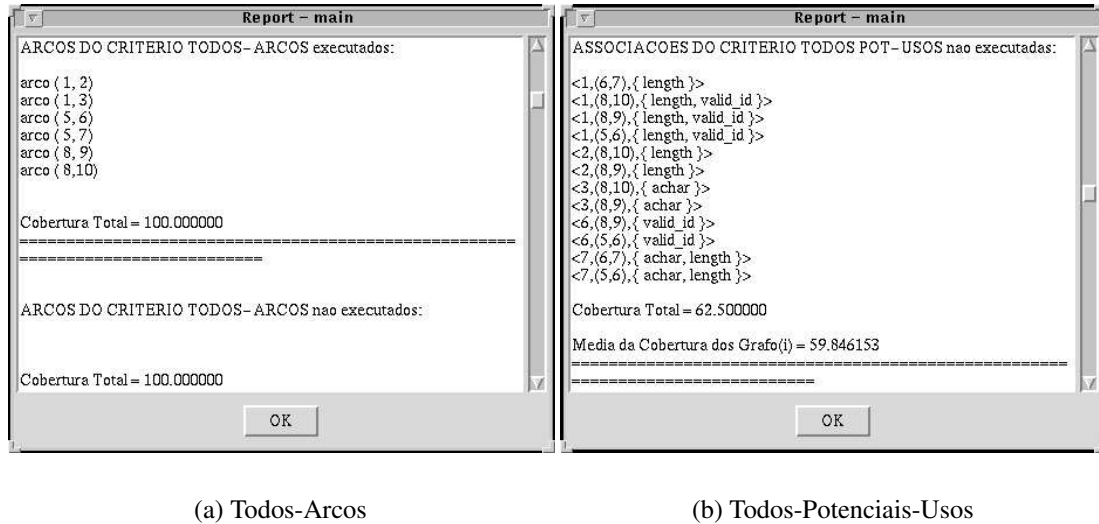 Report – main
ARCOS DO CRITERIO TODOS– ARCOS executados:
arco ( 1, 2)
arco ( 1, 3)
arco ( 5, 6)
arco ( 5, 7)
arco ( 8, 9)
arco ( 8,10)
Cobertura Total = 100.000000
=====================================================
==========================
ARCOS DO CRITERIO TODOS– ARCOS nao executados:
Cobertura Total = 100.000000
OK
(a) Todos-Arcos
Report – main
ASSOCIACOES DO CRITERIO TODOS POT– USOS nao executadas:
<1,(6,7),{ length }>
<1,(8,10),{ length, valid_id }>
<1,(8,9),{ length, valid_id }>
<1,(5,6),{ length, valid_id }>
<2,(8,10),{ length }>
<2,(8,9),{ length }>
<3,(8,10),{ achar }>
<3,(8,9),{ achar }>
<6,(8,9),{ valid_id }>
<6,(5,6),{ valid_id }>
<7,(6,7),{ achar, length }>
<7,(5,6),{ achar, length }>
Cobertura Total = 62.500000
Media da Cobertura dos Grafo(i) = 59.846153
=====================================================
==========================
OK
(b) Todos-Potenciais-Usos